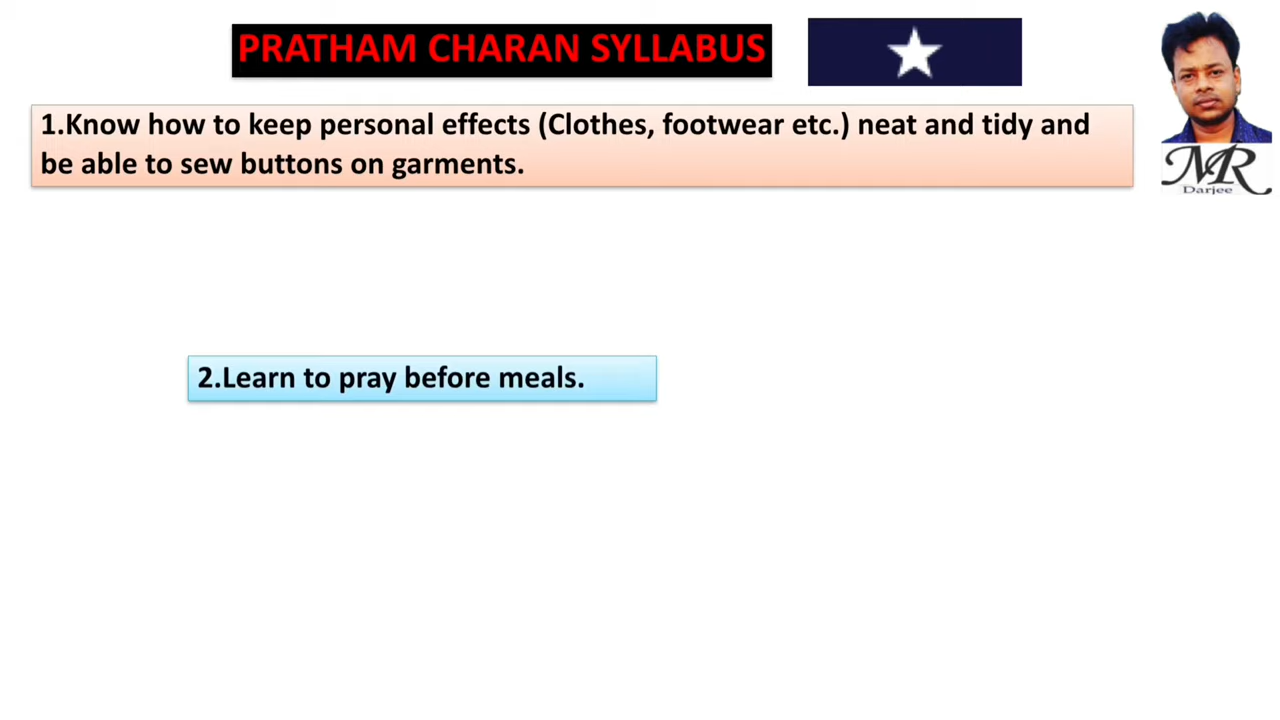 PRATHAM CHARAN SYLLABUS
1.Know how to keep personal effects (Clothes, footwear etc.) neat and tidy and
be able to sew buttons on garments.
MR
Darjee
2.Learn to pray before meals.